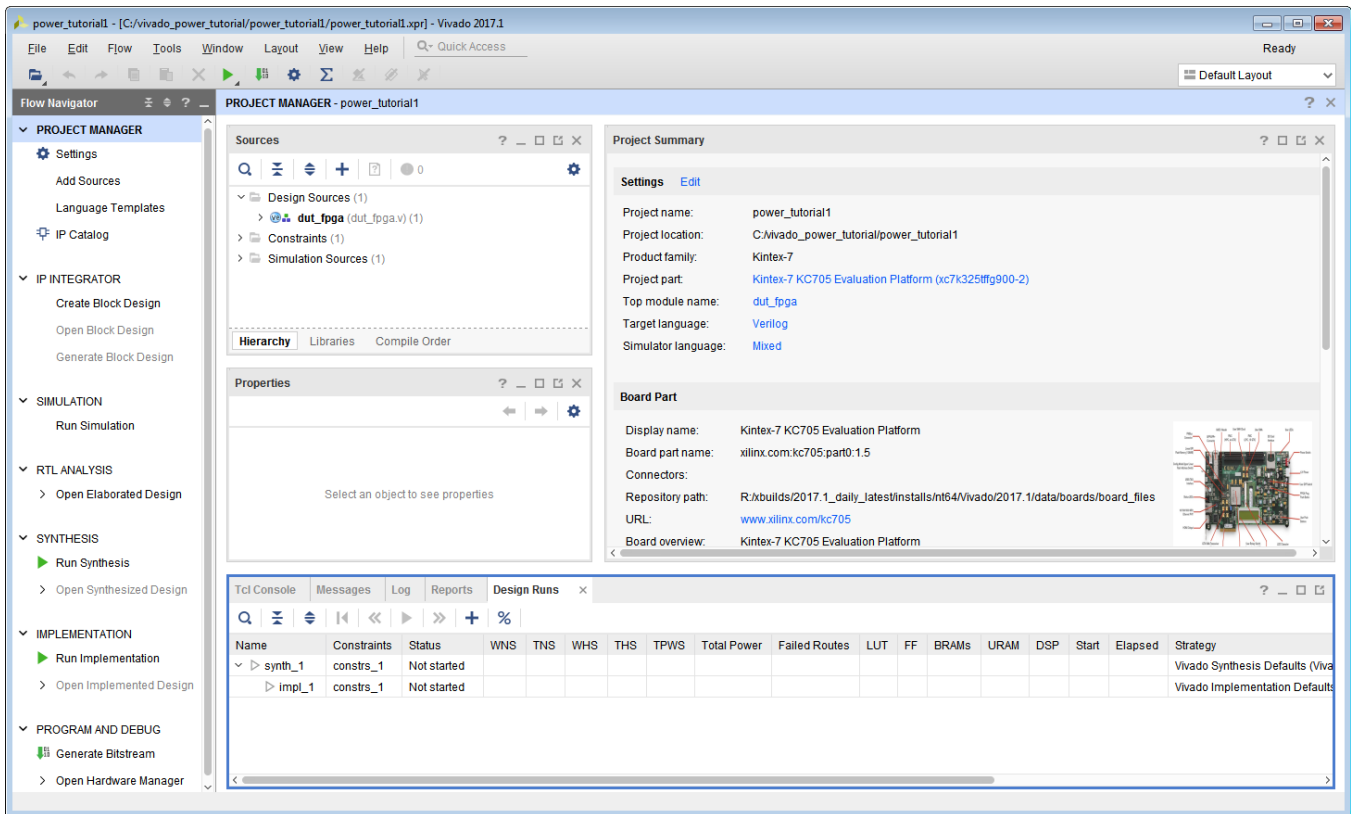 power_tutorial1 - [C:/vivado_power_tutorial/power_tutorial1/power_tutorial1.xpr] - Vivado 2017.1
File Edit Flow Tools Window Layout View Help Quick Access Ready
Default Layout
Flow Navigator
PROJECT MANAGER
Settings
Add Sources
Language Templates
IP Catalog
IP INTEGRATOR
Create Block Design
Open Block Design
Generate Block Design
SIMULATION
Run Simulation
RTL ANALYSIS
Open Elaborated Design
SYNTHESIS
Run Synthesis
Open Synthesized Design
IMPLEMENTATION
Run Implementation
Open Implemented Design
PROGRAM AND DEBUG
Generate Bitstream
Open Hardware Manager
PROJECT MANAGER - power_tutorial1
Sources
0
Design Sources (1)
dut_fpga (dut_fpga.v) (1)
Constraints (1)
Simulation Sources (1)
Hierarchy Libraries Compile Order
Properties
Select an object to see properties
Project Summary
Settings Edit
Project name: power_tutorial1
Project location: C:/vivado_power_tutorial/power_tutorial1
Product family: Kintex-7
Project part: Kintex-7 KC705 Evaluation Platform (xc7k325tffg900-2)
Top module name: dut_fpga
Target language: Verilog
Simulator language: Mixed
Board Part
Display name: Kintex-7 KC705 Evaluation Platform
Board part name: xilinx.com:kc705:part0:1.5
Connectors:
Repository path: R:/xbuilds/2017.1_daily_latest/installs/nt64/Vivado/2017.1/data/boards/board_files
URL: www.xilinx.com/kc705
Board overview: Kintex-7 KC705 Evaluation Platform
Tcl Console Messages Log Reports Design Runs
Name Constraints Status WNS TNS WHS THS TPWS Total Power Failed Routes LUT FF BRAMs URAM DSP Start Elapsed Strategy
synth_1 constrs_1 Not started Vivado Synthesis Defaults (Viva
impl_1 constrs_1 Not started Vivado Implementation Defaults